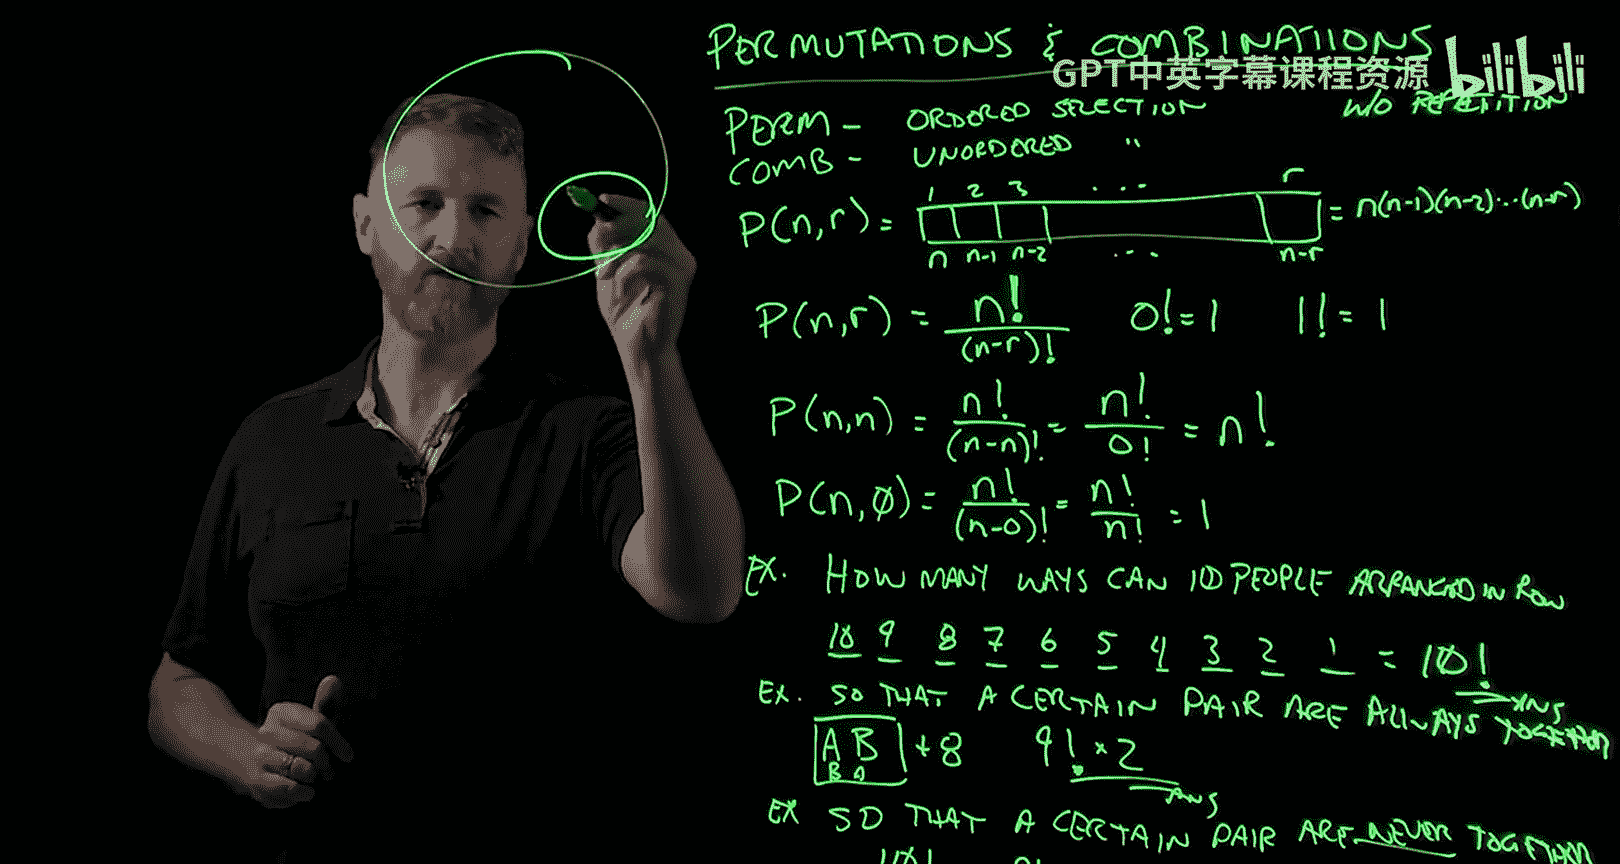 PERMUTATIONS & COMBINATIONS
GPT中英字幕课程资源 bilibili
PERM - ORDERED SELECTION W/O REPETITION
COMB - UNORDERED "
1 2 3 ... r
P(n,r) = = n(n-1)(n-2)...(n-r)
n n-1 n-2 ... n-r
P(n,r) = n!/(n-r)! 0! = 1 1! = 1
P(n,n) = n!/(n-n)! = n!/0! = n!
P(n,∅) = n!/(n-0)! = n!/n! = 1
EX. HOW MANY WAYS CAN 10 PEOPLE ARRANGED IN ROW
10 9 8 7 6 5 4 3 2 1 = 10!
ANS
EX. SO THAT A CERTAIN PAIR ARE ALWAYS TOGETHER
AB + 8 9! × 2
BA
ANS
EX SO THAT A CERTAIN PAIR ARE NEVER TOGETHER